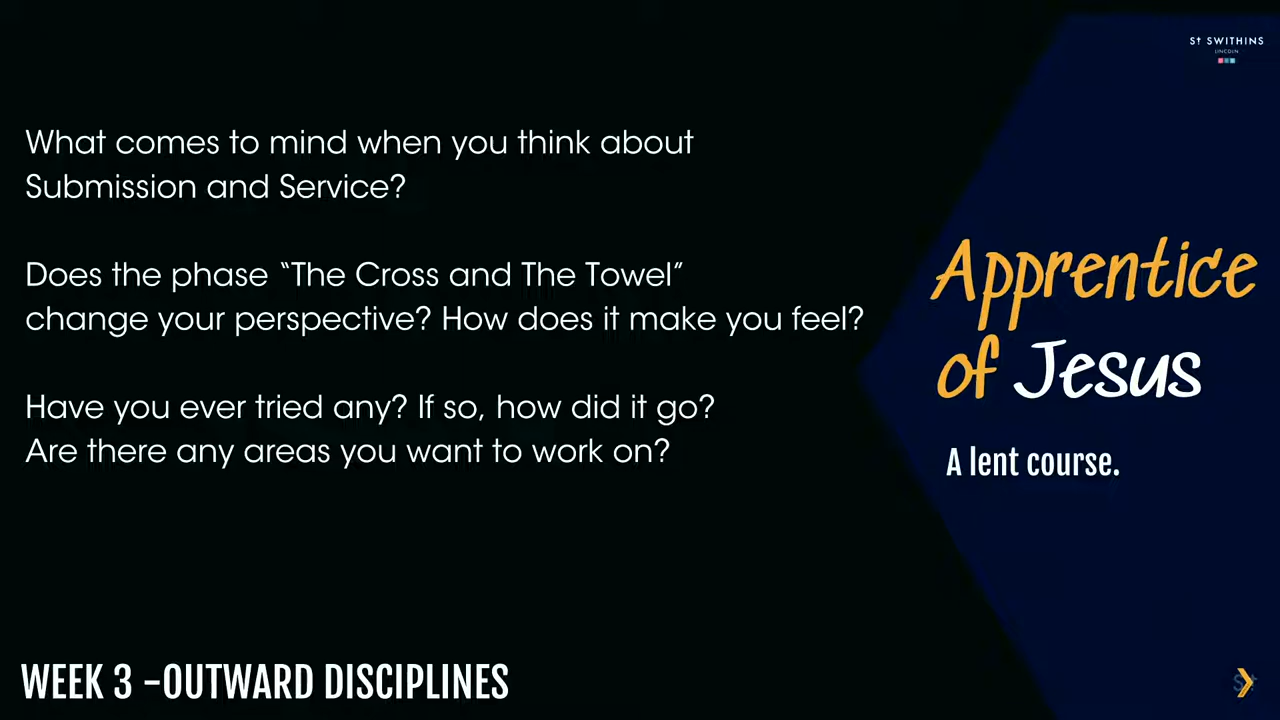 St SWITHINS
LINCOLN
What comes to mind when you think about
Submission and Service?
Does the phase “The Cross and The Towel”
change your perspective? How does it make you feel?
Have you ever tried any? If so, how did it go?
Are there any areas you want to work on?
Apprentice
of Jesus
A lent course.
WEEK 3 –OUTWARD DISCIPLINES